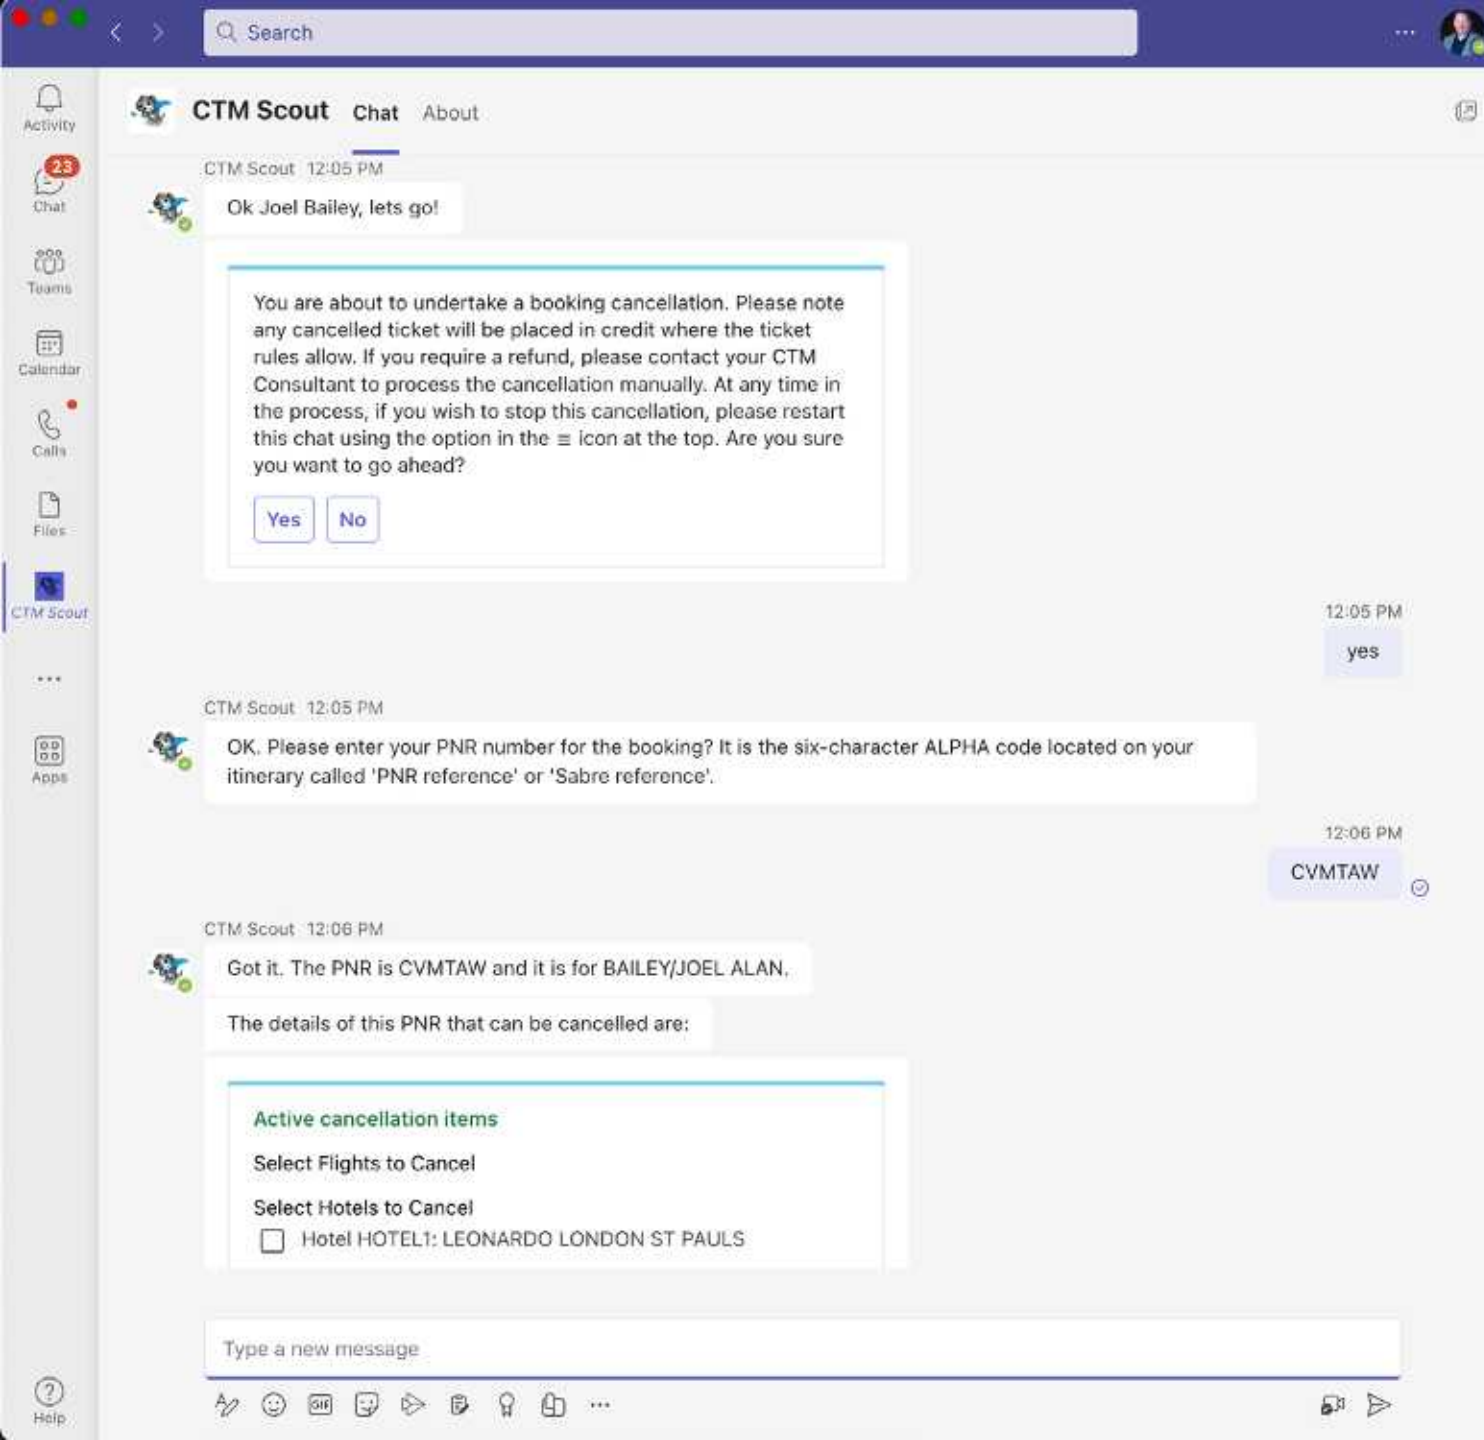 Search
Activity
23
Chat
Teams
Calendar
Calls
Files
CTM Scout
Apps
Help
CTM Scout Chat About
CTM Scout 12:05 PM
Ok Joel Bailey, lets go!
You are about to undertake a booking cancellation. Please note
any cancelled ticket will be placed in credit where the ticket
rules allow. If you require a refund, please contact your CTM
Consultant to process the cancellation manually. At any time in
the process, if you wish to stop this cancellation, please restart
this chat using the option in the ≡ icon at the top. Are you sure
you want to go ahead?
Yes No
12:05 PM
yes
CTM Scout 12:05 PM
OK. Please enter your PNR number for the booking? It is the six-character ALPHA code located on your
itinerary called 'PNR reference' or 'Sabre reference'.
12:06 PM
CVMTAW
CTM Scout 12:06 PM
Got it. The PNR is CVMTAW and it is for BAILEY/JOEL ALAN.
The details of this PNR that can be cancelled are:
Active cancellation items
Select Flights to Cancel
Select Hotels to Cancel
Hotel HOTEL1: LEONARDO LONDON ST PAULS
Type a new message
GIF